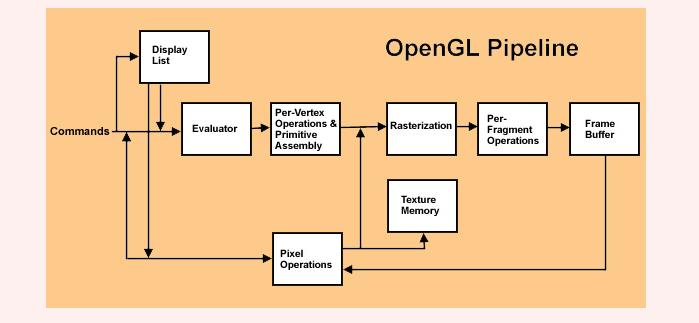 OpenGL Pipeline
Display
List
Commands
Evaluator
Per-Vertex
Operations &
Primitive
Assembly
Rasterization
Per-
Fragment
Operations
Frame
Buffer
Texture
Memory
Pixel
Operations